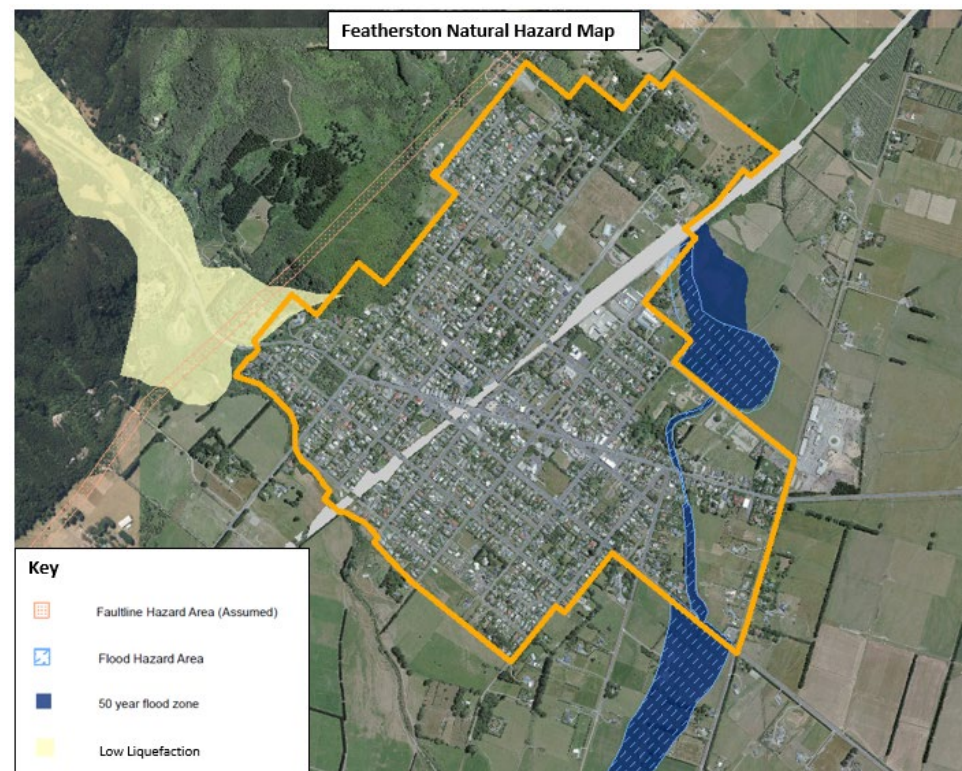 Featherston Natural Hazard Map
Key
Faultline Hazard Area (Assumed)
Flood Hazard Area
50 year flood zone
Low Liquefaction